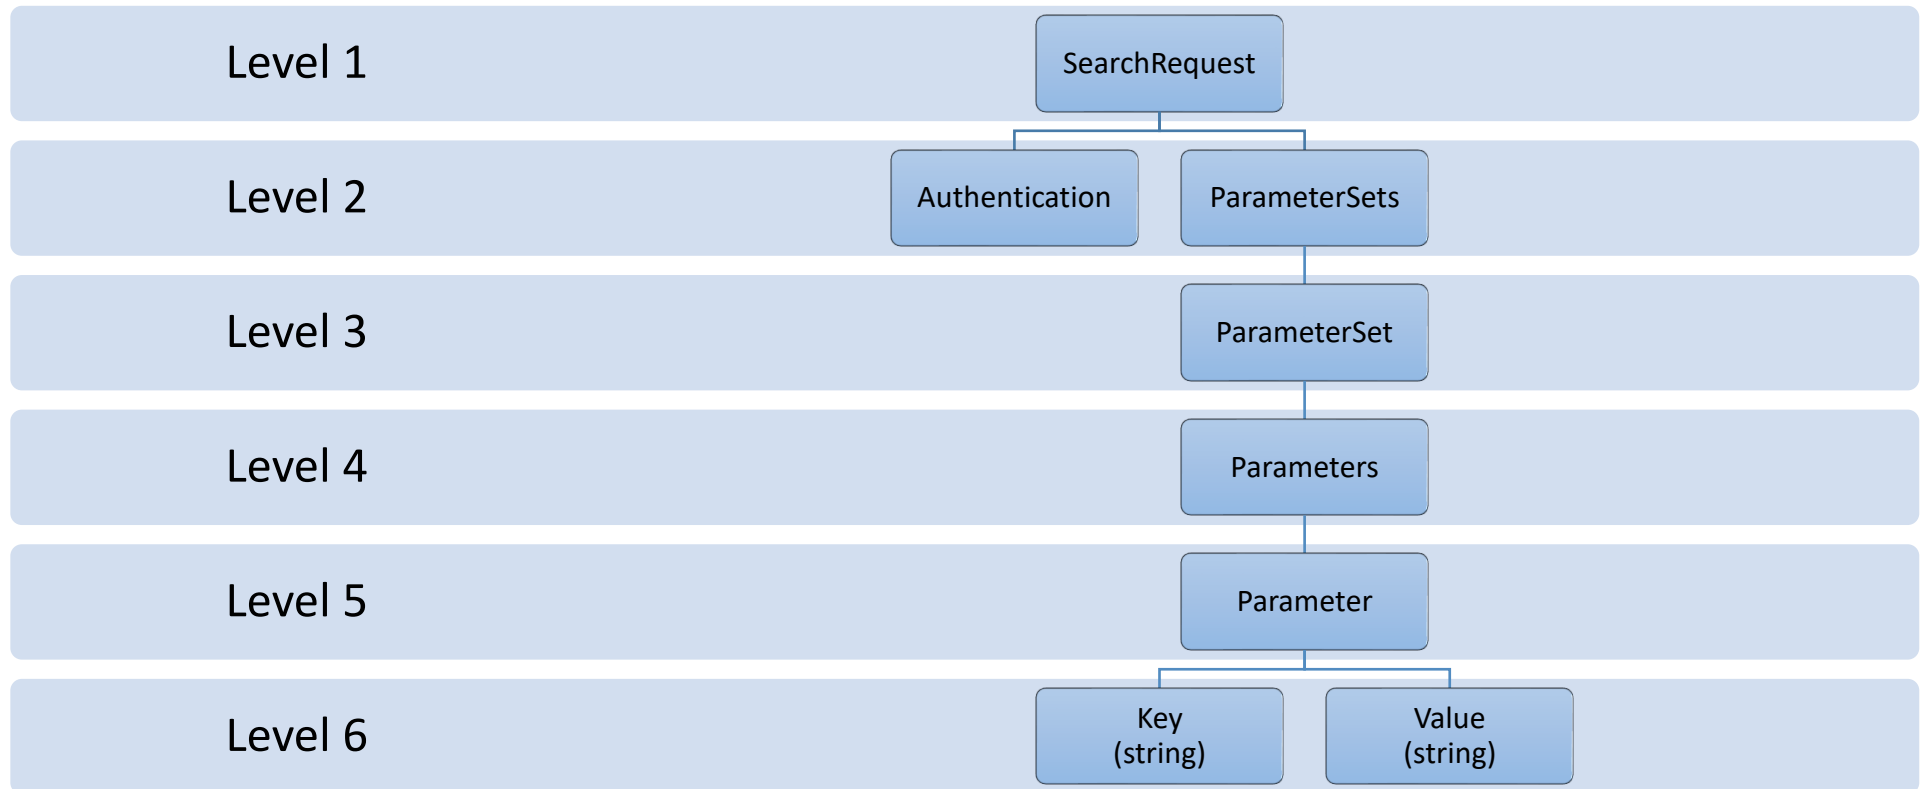 Level 1
SearchRequest
Level 2
Authentication
ParameterSets
Level 3
ParameterSet
Level 4
Parameters
Level 5
Parameter
Level 6
Key
(string)
Value
(string)